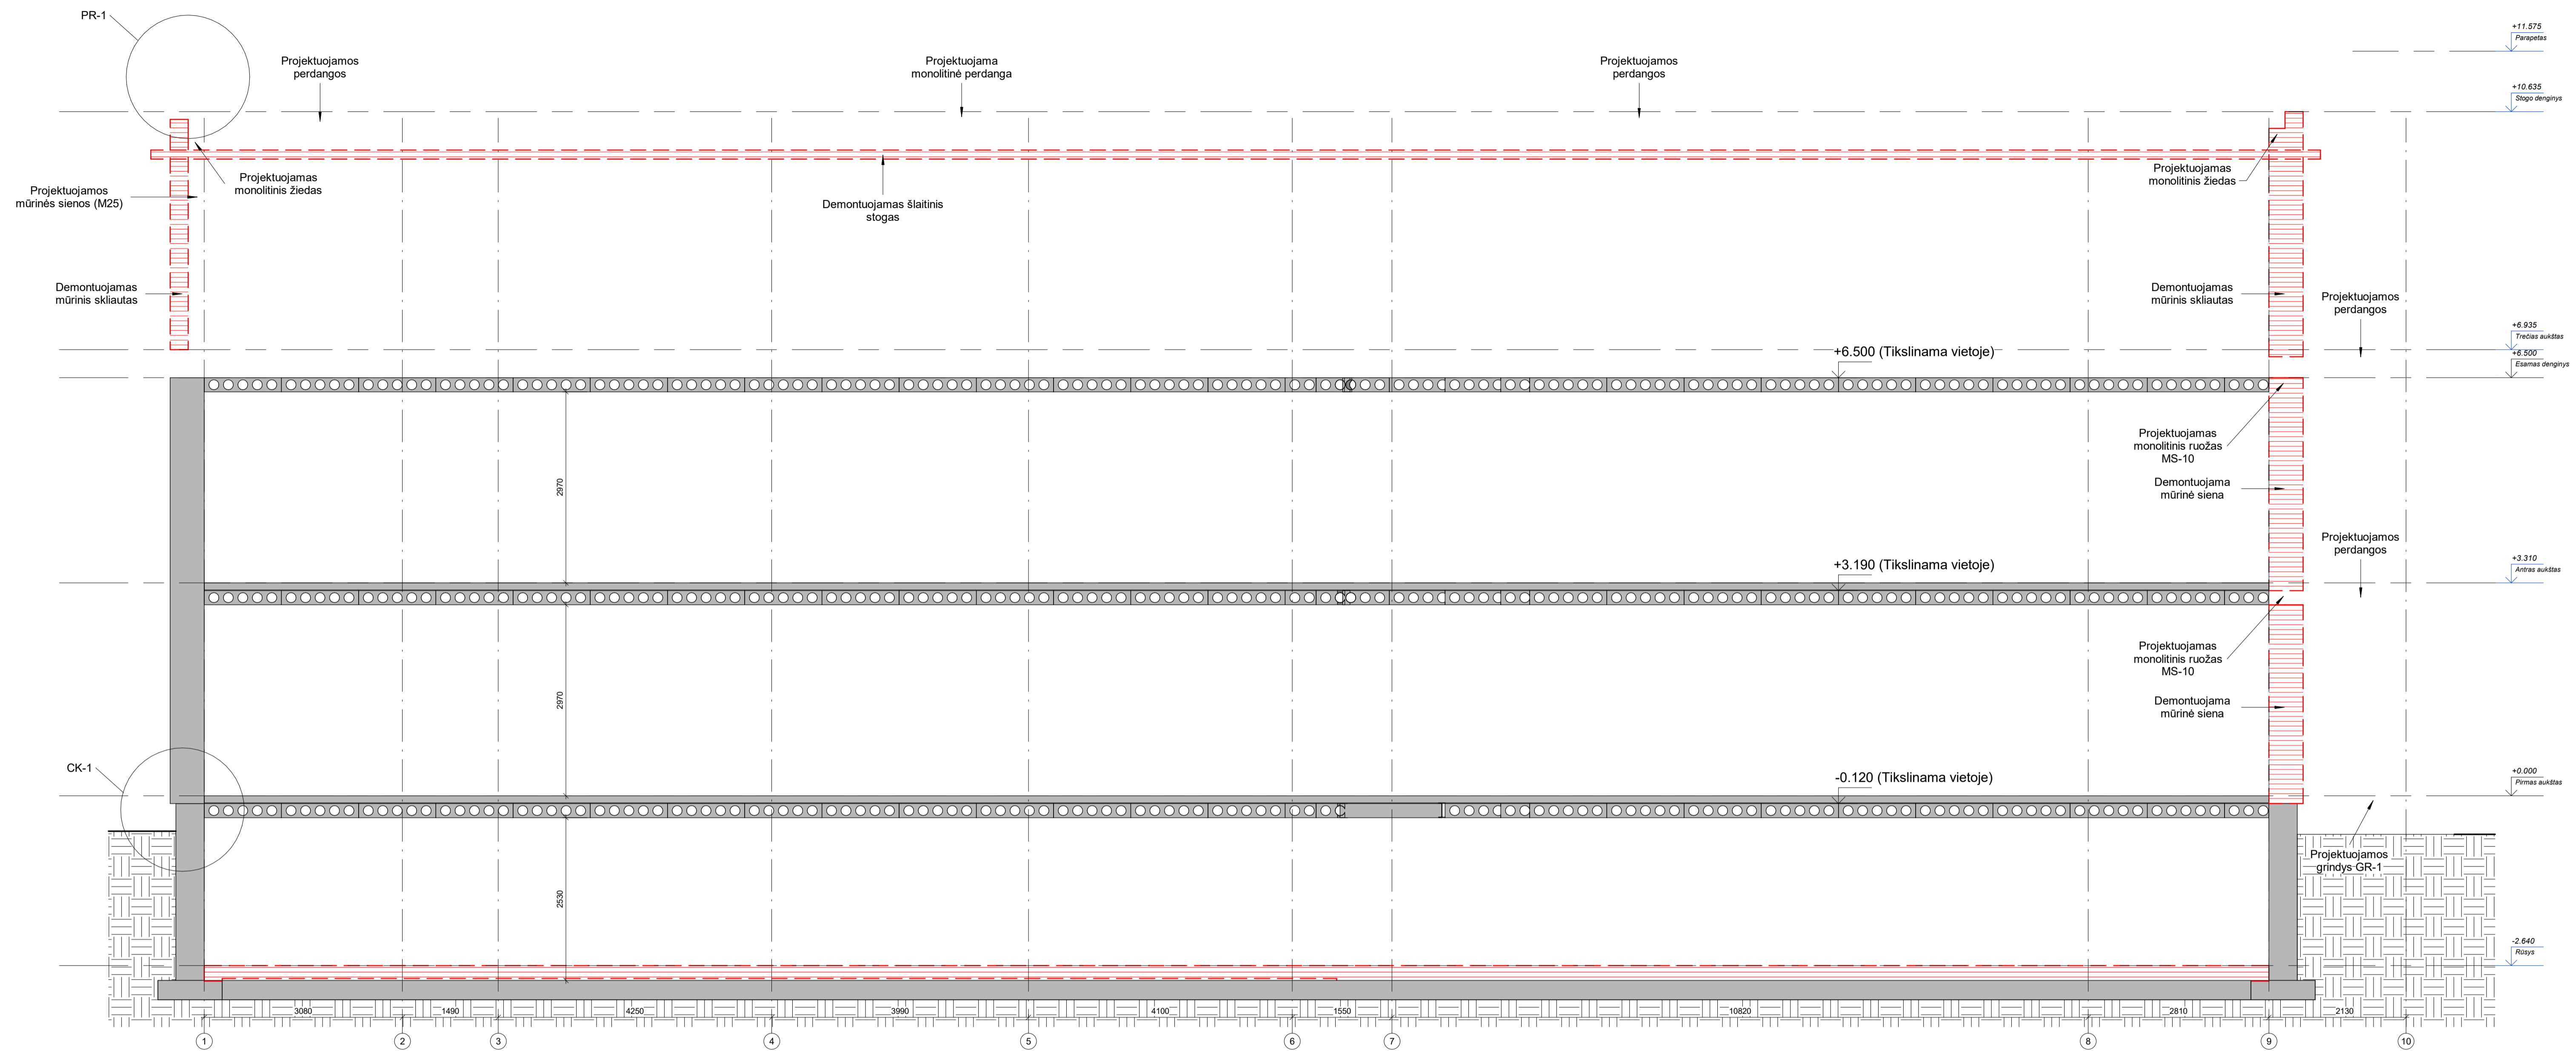 PR-1
+11.575
Parapetas
Projektuojamos
perdangos
Projektuojama
monolitinė perdanga
Projektuojamos
perdangos
+10.635
Stogo denginys
Projektuojamas
monolitinis žiedas
Projektuojamas
monolitinis žiedas
Projektuojamos
mūrinės sienos (M25)
Demontuojamas šlaitinis
stogas
Demontuojamas
mūrinis skliautas
Demontuojamas
mūrinis skliautas
Projektuojamos
perdangos
+6.935
Trečias aukštas
+6.500 (Tikslinama vietoje)
+6.500
Esamas denginys
Projektuojamas
monolitinis ruožas
MS-10
2970
Demontuojama
mūrinė siena
Projektuojamos
perdangos
+3.190 (Tikslinama vietoje)
+3.310
Antras aukštas
Projektuojamas
monolitinis ruožas
MS-10
2970
Demontuojama
mūrinė siena
CK-1
-0.120 (Tikslinama vietoje)
+0.000
Pirmas aukštas
Projektuojamos
grindys GR-1
2530
-2.640
Rūsys
3080 1490 4250 3990 4100 1550 10820 2810 2130
1 2 3 4 5 6 7 8 9 10